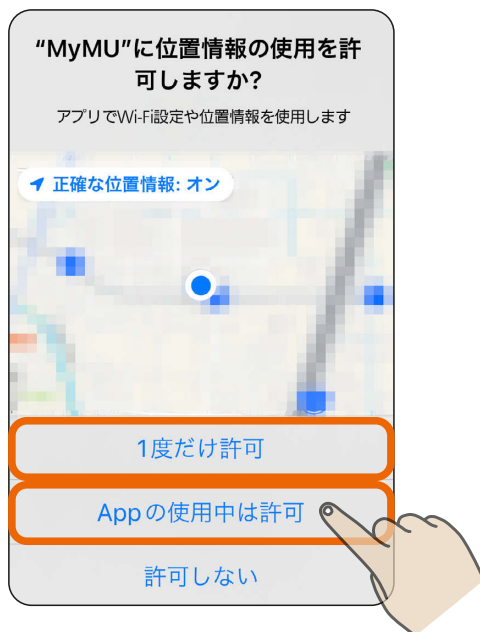 “MyMU”に位置情報の使用を許
可しますか?
アプリでWi-Fi設定や位置情報を使用します
正確な位置情報: オン
1度だけ許可
Appの使用中は許可
許可しない